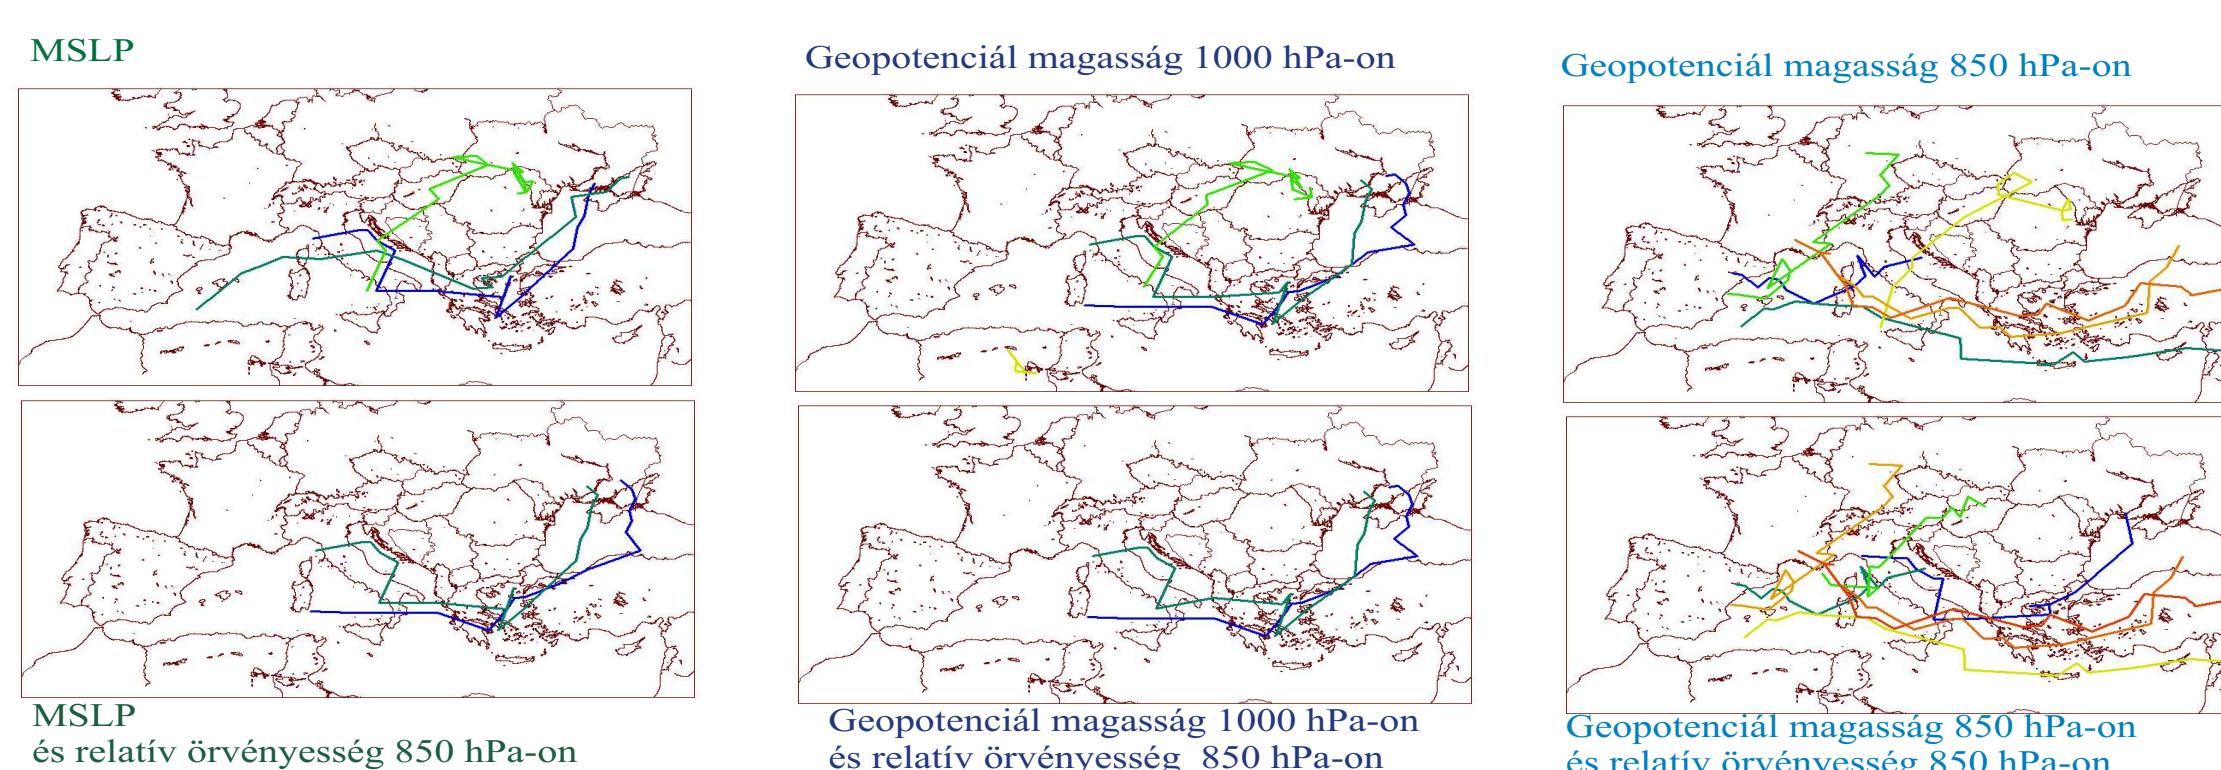 MSLP
Geopotenciál magasság 1000 hPa-on
Geopotenciál magasság 850 hPa-on
MSLP
és relatív örvényesség 850 hPa-on
Geopotenciál magasság 1000 hPa-on
és relatív örvényesség 850 hPa-on
Geopotenciál magasság 850 hPa-on
és relatív örvényesség 850 hPa-on